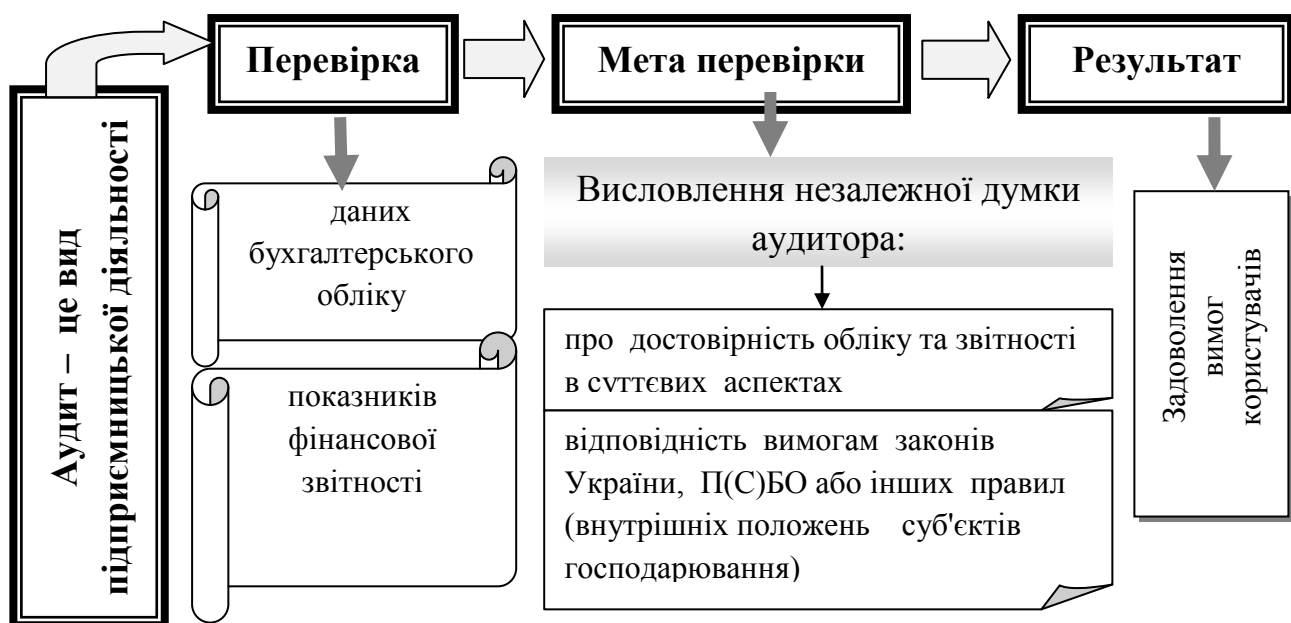 Аудит – це вид
підприємницької діяльності
Перевірка
даних
бухгалтерського
обліку
показників
фінансової
звітності
Мета перевірки
Висловлення незалежної думки
аудитора:
про достовірність обліку та звітності
в суттєвих аспектах
відповідність вимогам законів
України, П(С)БО або інших правил
(внутрішніх положень суб'єктів
господарювання)
Результат
Задоволення
вимог
користувачів